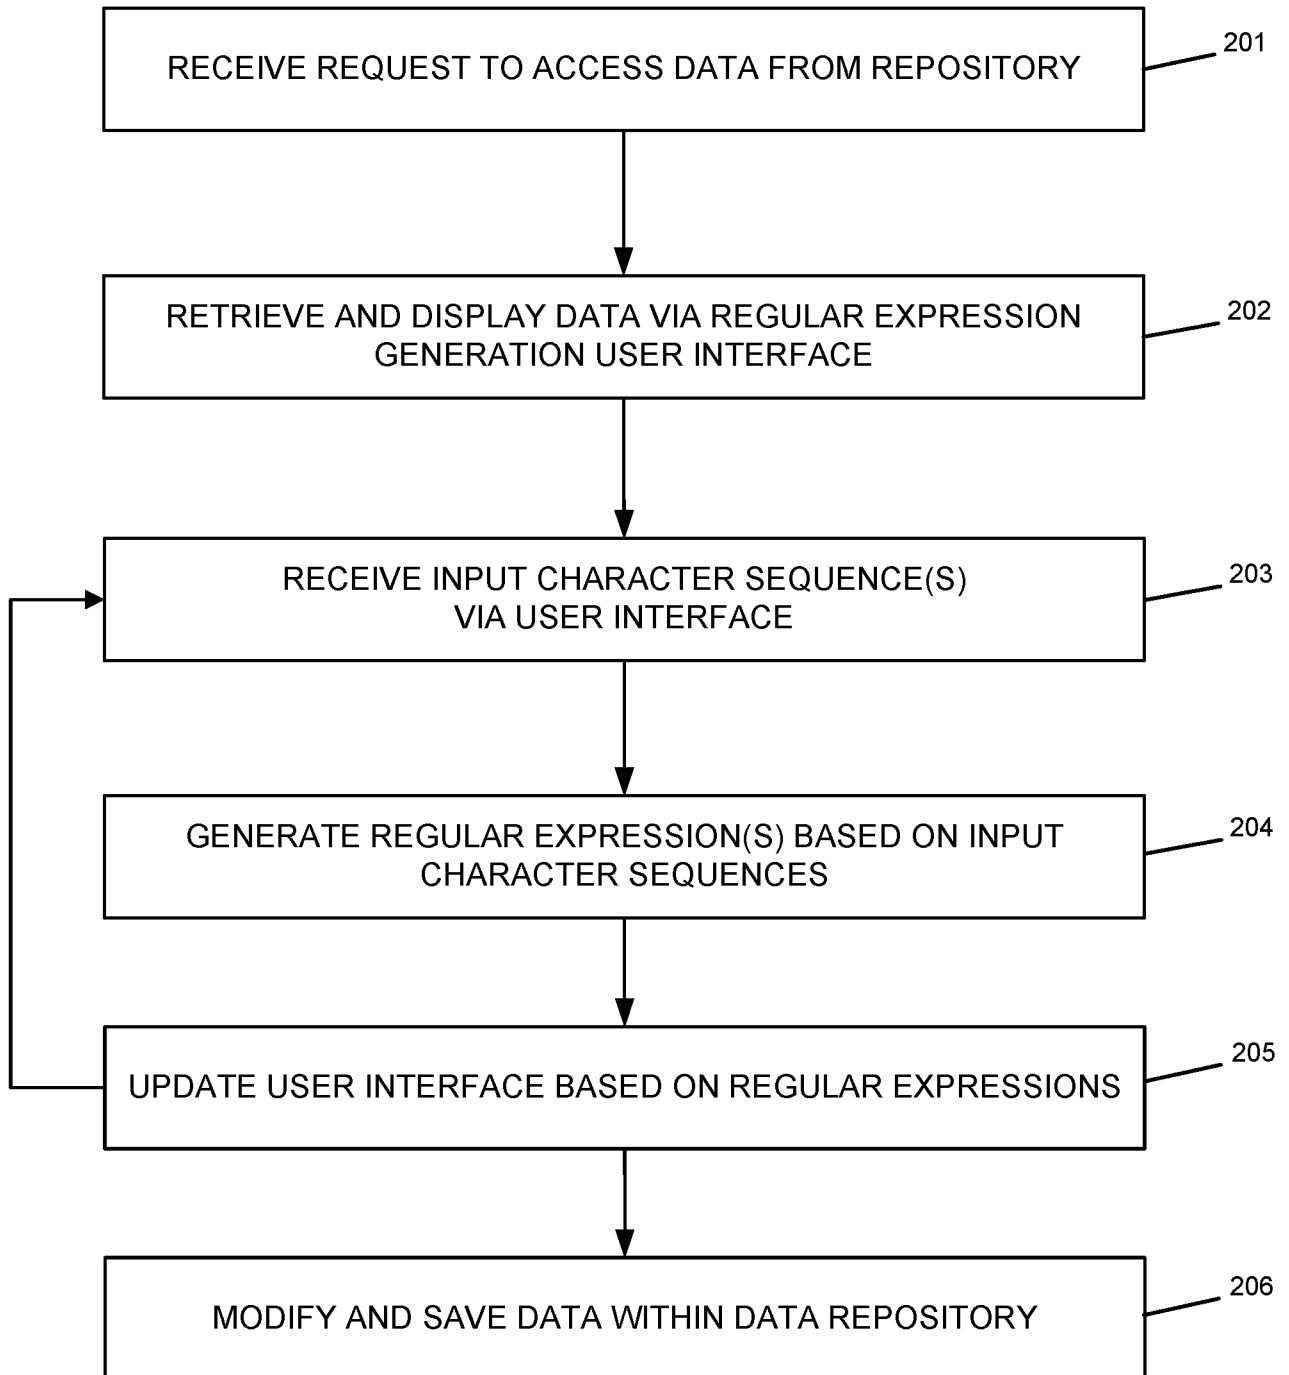 201
RECEIVE REQUEST TO ACCESS DATA FROM REPOSITORY
202
RETRIEVE AND DISPLAY DATA VIA REGULAR EXPRESSION
GENERATION USER INTERFACE
203
RECEIVE INPUT CHARACTER SEQUENCE(S)
VIA USER INTERFACE
204
GENERATE REGULAR EXPRESSION(S) BASED ON INPUT
CHARACTER SEQUENCES
205
UPDATE USER INTERFACE BASED ON REGULAR EXPRESSIONS
206
MODIFY AND SAVE DATA WITHIN DATA REPOSITORY